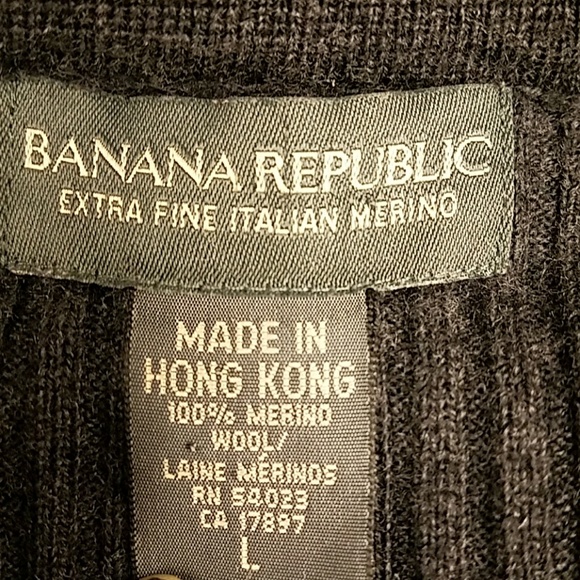 BANANA REPUBLIC
EXTRA FINE ITALIAN MERINO
MADE IN
HONG KONG
100% MERINO
WOOL/
LAINE MÉRINOS
RN 54023
CA 17897
L